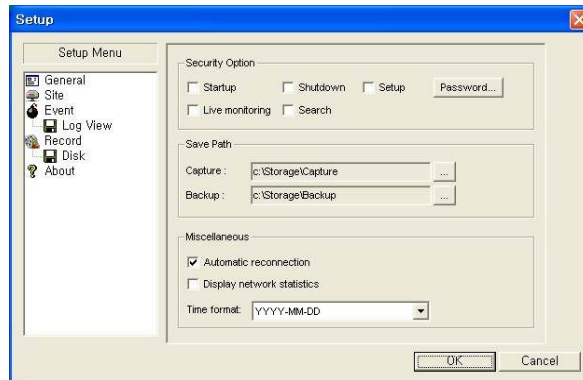 Setup
Setup Menu
General
Site
Event
Log View
Record
Disk
About
Security Option
Startup
Shutdown
Setup
Password...
Live monitoring
Search
Save Path
Capture :
c:\Storage\Capture
...
Backup :
c:\Storage\Backup
...
Miscellaneous
Automatic reconnection
Display network statistics
Time format:
YYYY-MM-DD
OK
Cancel